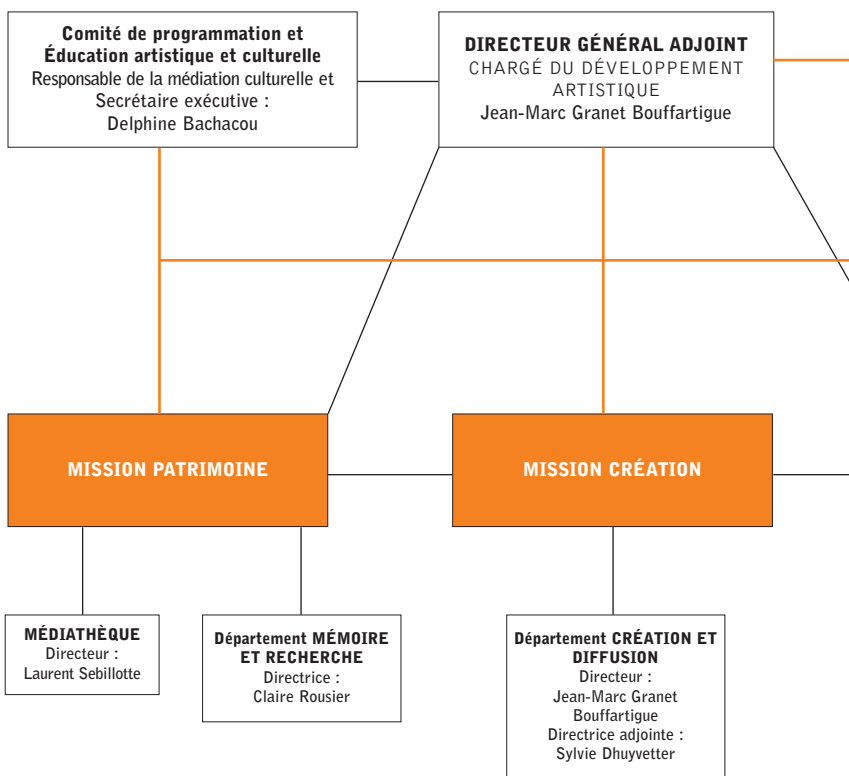 Comité de programmation et
Éducation artistique et culturelle
Responsable de la médiation culturelle et
Secrétaire exécutive :
Delphine Bachacou
DIRECTEUR GÉNÉRAL ADJOINT
CHARGÉ DU DÉVELOPPEMENT
ARTISTIQUE
Jean-Marc Granet Bouffartigue
MISSION PATRIMOINE
MISSION CRÉATION
MÉDIATHÈQUE
Directeur :
Laurent Sebillotte
Département MÉMOIRE
ET RECHERCHE
Directrice :
Claire Rousier
Département CRÉATION ET
DIFFUSION
Directeur :
Jean-Marc Granet
Bouffartigue
Directrice adjointe :
Sylvie Dhuyvetter